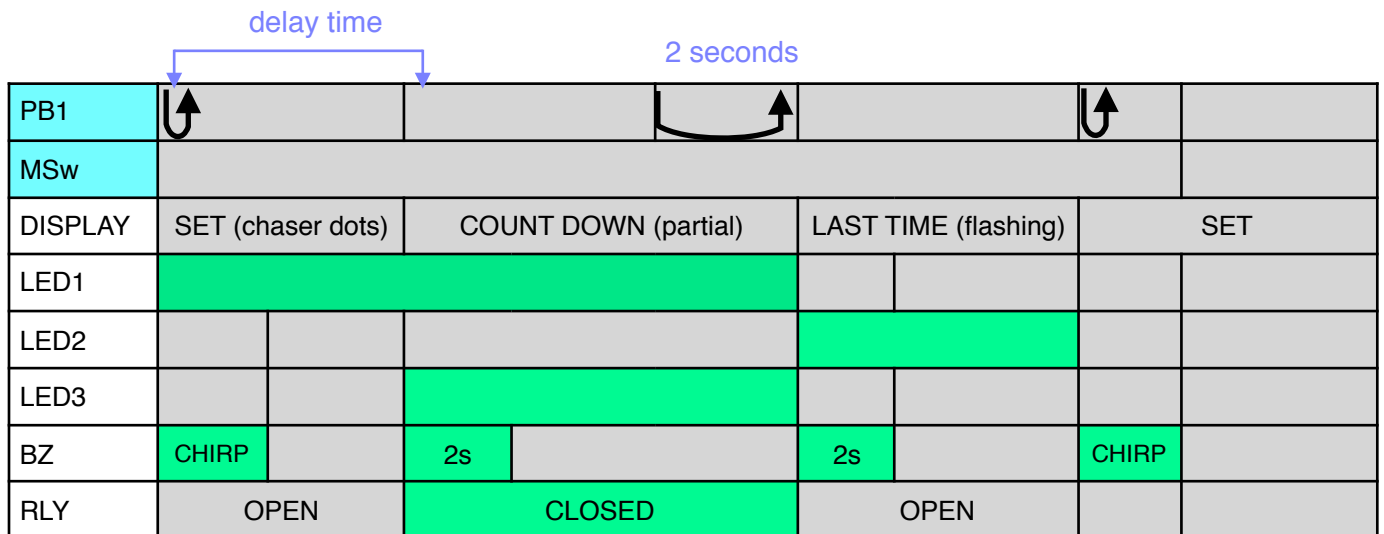 delay time
2 seconds
PB1
MSw
DISPLAY SET (chaser dots) COUNT DOWN (partial) LAST TIME (flashing) SET
LED1
LED2
LED3
BZ CHIRP 2s 2s CHIRP
RLY OPEN CLOSED OPEN